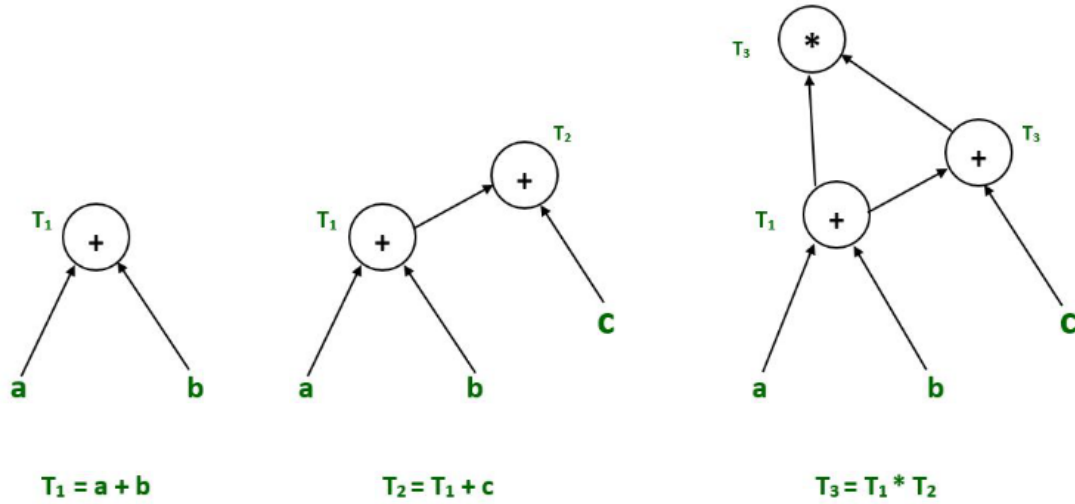 T₃
*
T₂
T₃
+
+
T₁
T₁
T₁
+
+
+
c
c
a
b
a
b
a
b
T₁ = a + b
T₂ = T₁ + c
T₃ = T₁ * T₂